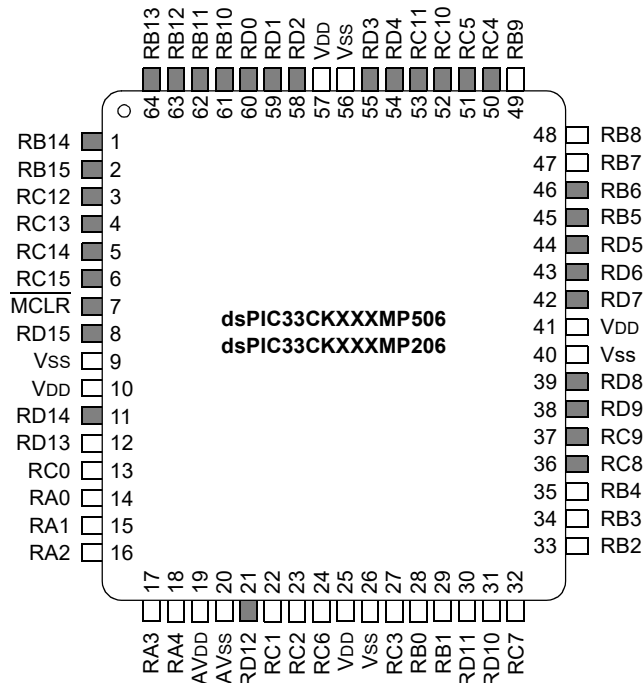 RB13 RB12 RB11 RB10 RD0 RD1 RD2 VDD VSS RD3 RD4 RC11 RC10 RC5 RC4 RB9
64 63 62 61 60 59 58 57 56 55 54 53 52 51 50 49
RB14 1
RB15 2
RC12 3
RC13 4
RC14 5
RC15 6
MCLR 7
RD15 8
VSS 9
VDD 10
RD14 11
RD13 12
RC0 13
RA0 14
RA1 15
RA2 16
dsPIC33CKXXXMP506
dsPIC33CKXXXMP206
48 RB8
47 RB7
46 RB6
45 RB5
44 RD5
43 RD6
42 RD7
41 VDD
40 Vss
39 RD8
38 RD9
37 RC9
36 RC8
35 RB4
34 RB3
33 RB2
17 18 19 20 21 22 23 24 25 26 27 28 29 30 31 32
RA3 RA4 AVDD AVSS RD12 RC1 RC2 RC6 VDD VSS RC3 RB0 RB1 RD11 RD10 RC7